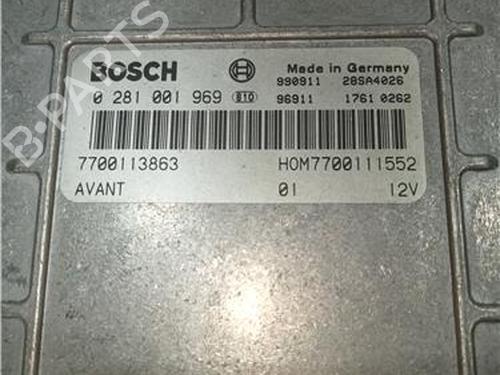 BOSCH Made in Germany
990911 28SA4026
0 281 001 969 810 96911 1761 0262
7700113863 HOM7700111552
AVANT 01 12V
B-PARTS